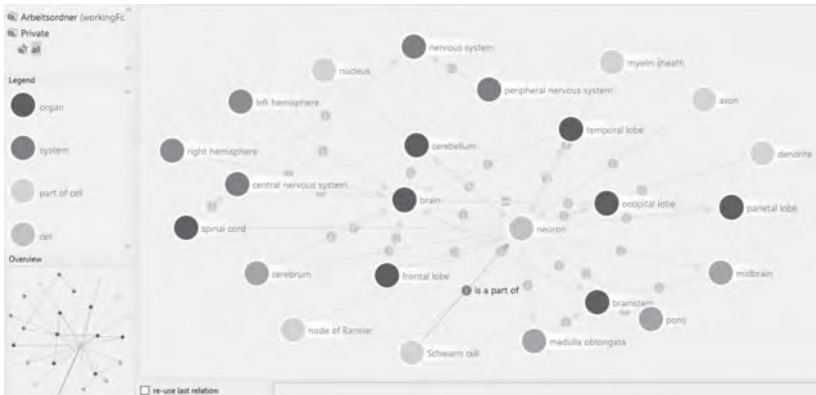 Arbeitsordner (workingFo
Private
all
Legend
organ
system
part of cell
cell
Overview
nervous system
nucleus
myelin sheath
peripheral nervous system
left hemisphere
axon
temporal lobe
right hemisphere
cerebellum
dendrite
central nervous system
brain
occipital lobe
parietal lobe
spinal cord
neuron
cerebrum
frontal lobe
midbrain
is a part of
brainstem
pons
node of Ranvier
medulla oblongata
Schwann cell
re-use last relation